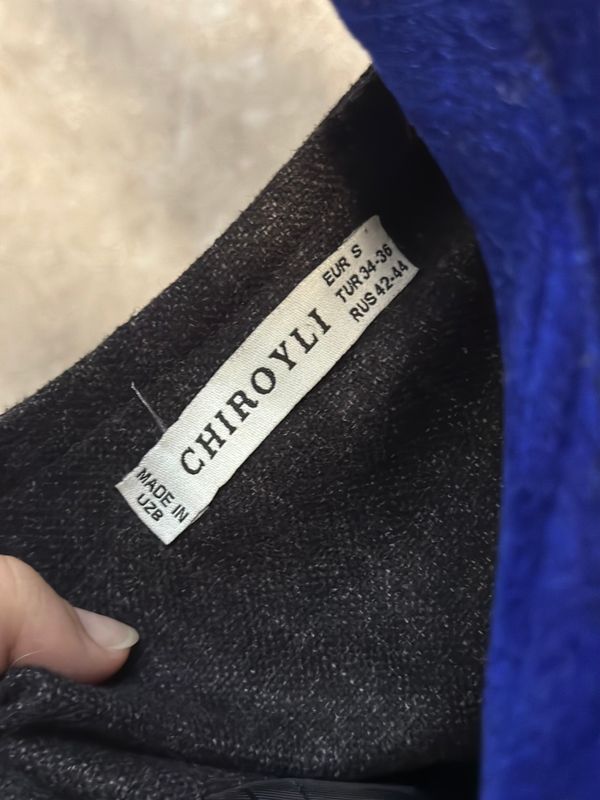 MADE IN
UZB
CHIROYLI
EUR S
TUR 34-36
RUS 42-44